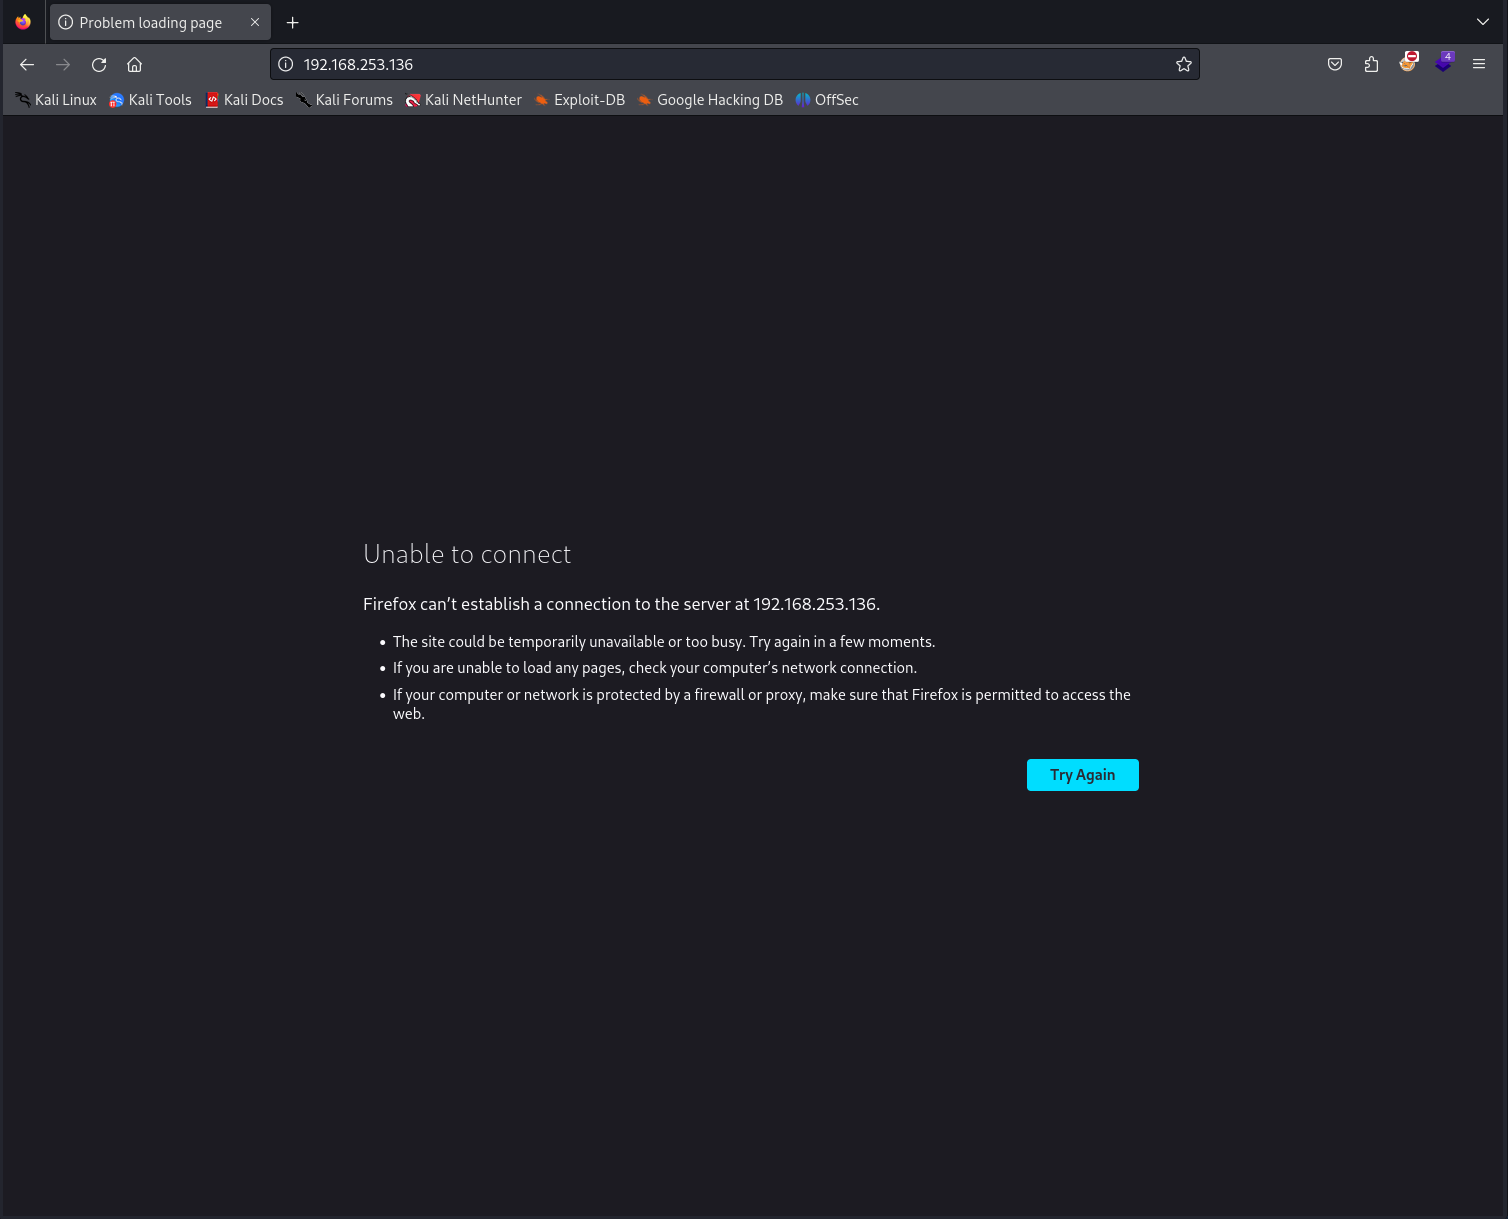 Problem loading page
192.168.253.136
4
Kali Linux Kali Tools Kali Docs Kali Forums Kali NetHunter Exploit-DB Google Hacking DB OffSec
Unable to connect
Firefox can’t establish a connection to the server at 192.168.253.136.
• The site could be temporarily unavailable or too busy. Try again in a few moments.
• If you are unable to load any pages, check your computer’s network connection.
• If your computer or network is protected by a firewall or proxy, make sure that Firefox is permitted to access the
web.
Try Again